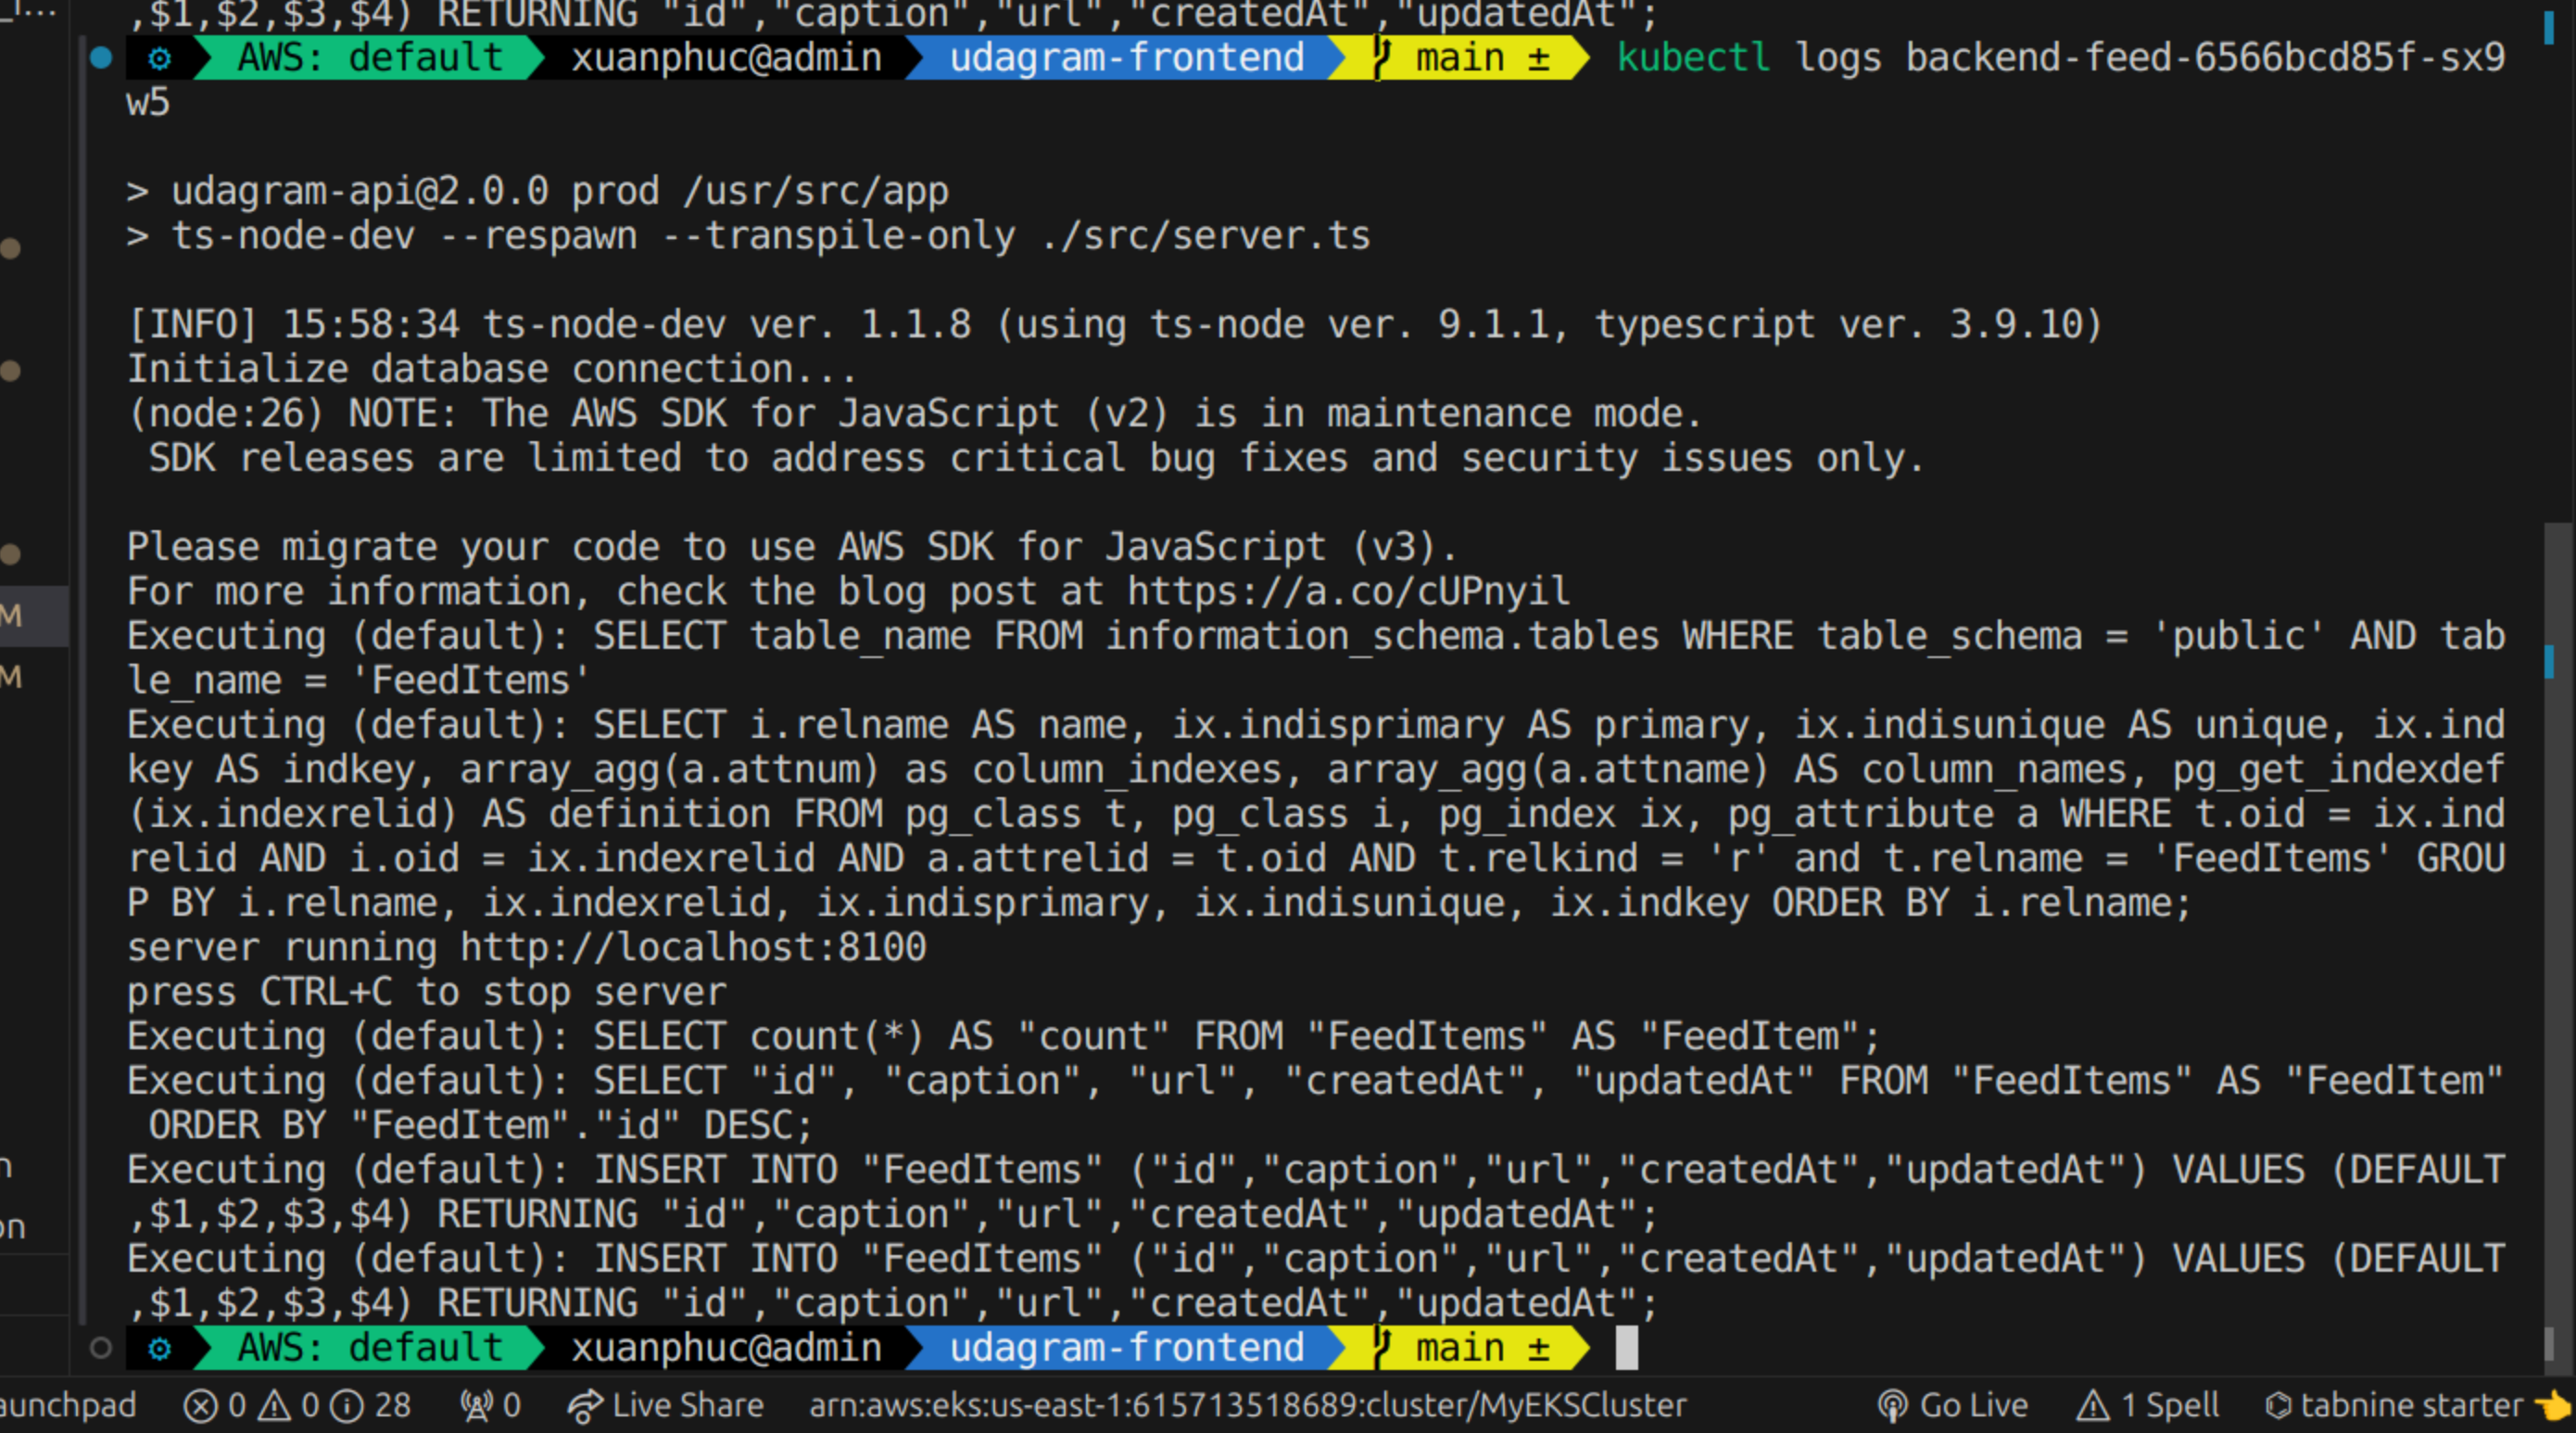 ,$1,$2,$3,$4) RETURNING "id","caption","url","createdAt","updatedAt";
AWS: default xuanphuc@admin udagram-frontend main ± kubectl logs backend-feed-6566bcd85f-sx9
w5
> udagram-api@2.0.0 prod /usr/src/app
> ts-node-dev --respawn --transpile-only ./src/server.ts
[INFO] 15:58:34 ts-node-dev ver. 1.1.8 (using ts-node ver. 9.1.1, typescript ver. 3.9.10)
Initialize database connection...
(node:26) NOTE: The AWS SDK for JavaScript (v2) is in maintenance mode.
SDK releases are limited to address critical bug fixes and security issues only.
Please migrate your code to use AWS SDK for JavaScript (v3).
For more information, check the blog post at https://a.co/cUPnyil
Executing (default): SELECT table_name FROM information_schema.tables WHERE table_schema = 'public' AND tab
M
le_name = 'FeedItems'
M
Executing (default): SELECT i.relname AS name, ix.indisprimary AS primary, ix.indisunique AS unique, ix.ind
key AS indkey, array_agg(a.attnum) as column_indexes, array_agg(a.attname) AS column_names, pg_get_indexdef
(ix.indexrelid) AS definition FROM pg_class t, pg_class i, pg_index ix, pg_attribute a WHERE t.oid = ix.ind
relid AND i.oid = ix.indexrelid AND a.attrelid = t.oid AND t.relkind = 'r' and t.relname = 'FeedItems' GROU
P BY i.relname, ix.indexrelid, ix.indisprimary, ix.indisunique, ix.indkey ORDER BY i.relname;
server running http://localhost:8100
press CTRL+C to stop server
Executing (default): SELECT count(*) AS "count" FROM "FeedItems" AS "FeedItem";
Executing (default): SELECT "id", "caption", "url", "createdAt", "updatedAt" FROM "FeedItems" AS "FeedItem"
ORDER BY "FeedItem"."id" DESC;
Executing (default): INSERT INTO "FeedItems" ("id","caption","url","createdAt","updatedAt") VALUES (DEFAULT
,$1,$2,$3,$4) RETURNING "id","caption","url","createdAt","updatedAt";
on
Executing (default): INSERT INTO "FeedItems" ("id","caption","url","createdAt","updatedAt") VALUES (DEFAULT
,$1,$2,$3,$4) RETURNING "id","caption","url","createdAt","updatedAt";
AWS: default xuanphuc@admin udagram-frontend main ±
aunchpad 0 0 28 0 Live Share arn:aws:eks:us-east-1:615713518689:cluster/MyEKSCluster Go Live 1 Spell tabnine starter